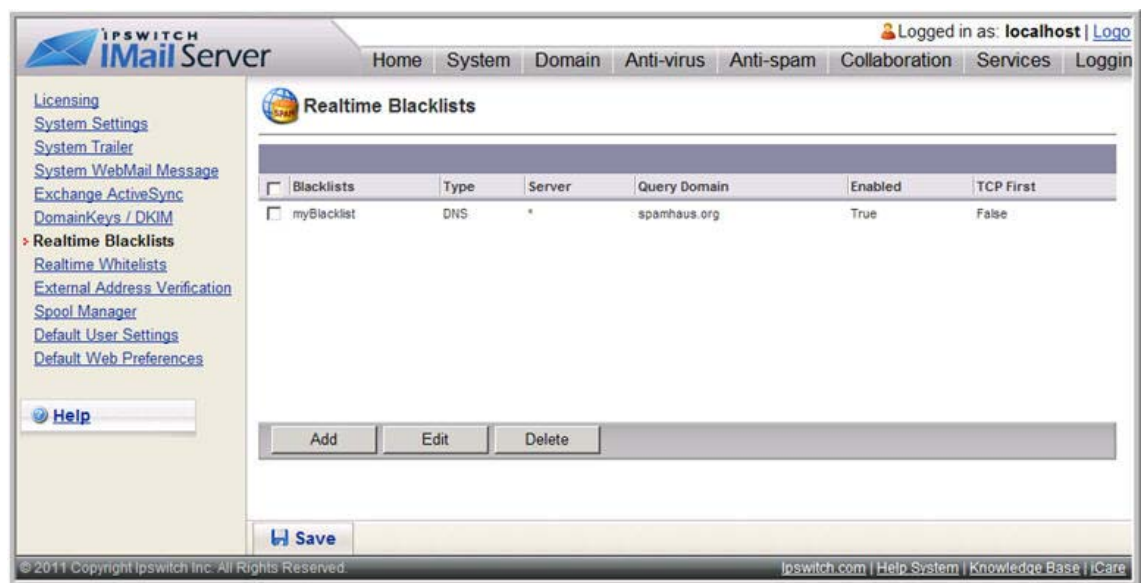 IPSWITCH
IMail Server
Logged in as: localhost | Logo
Home System Domain Anti-virus Anti-spam Collaboration Services Loggin
Licensing
System Settings
System Trailer
System WebMail Message
Exchange ActiveSync
DomainKeys / DKIM
Realtime Blacklists
Realtime Whitelists
External Address Verification
Spool Manager
Default User Settings
Default Web Preferences
Help
SPAM
Realtime Blacklists
Blacklists Type Server Query Domain Enabled TCP First
myBlacklist DNS * spamhaus.org True False
Add Edit Delete
Save
© 2011 Copyright Ipswitch Inc. All Rights Reserved.
Ipswitch.com | Help System | Knowledge Base | iCare